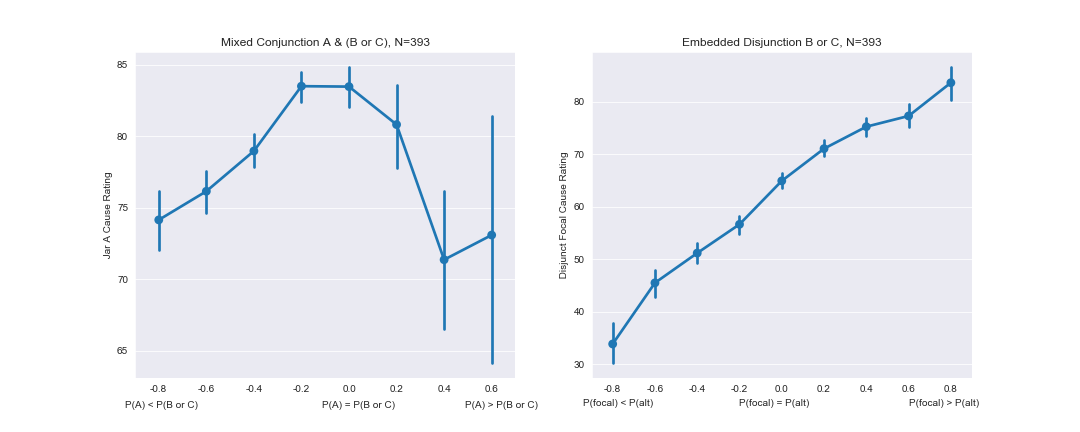 Mixed Conjunction A & (B or C), N=393
Jar A Cause Rating
85
80
75
70
65
-0.8 -0.6 -0.4 -0.2 0.0 0.2 0.4 0.6
P(A) < P(B or C) P(A) = P(B or C) P(A) > P(B or C)
Embedded Disjunction B or C, N=393
Disjunct Focal Cause Rating
80
70
60
50
40
30
-0.8 -0.6 -0.4 -0.2 0.0 0.2 0.4 0.6 0.8
P(focal) < P(alt) P(focal) = P(alt) P(focal) > P(alt)